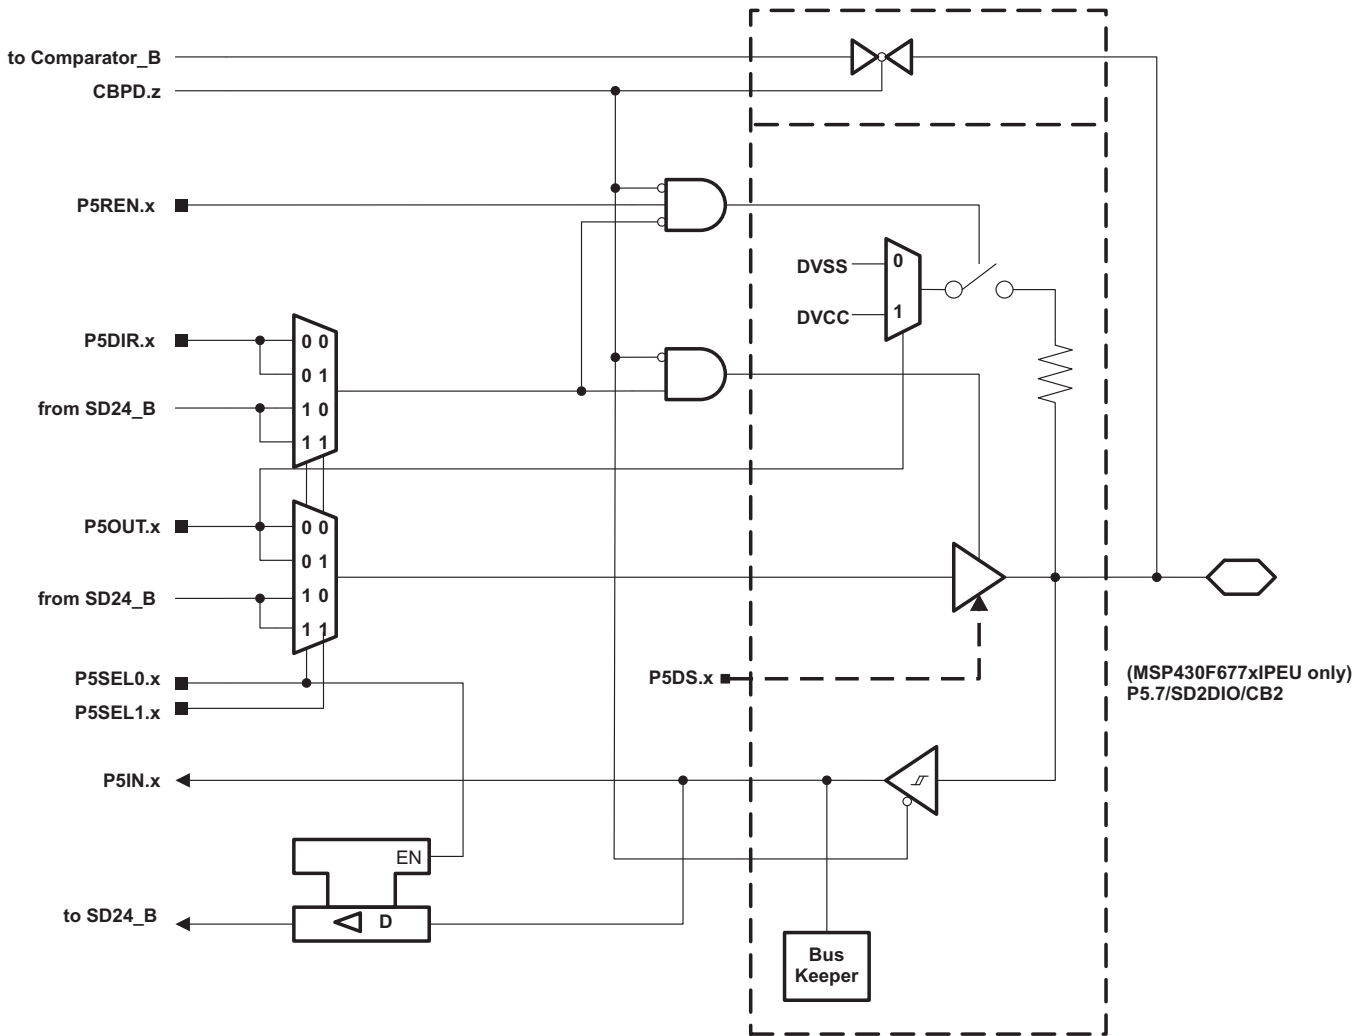 to Comparator_B
CBPD.z
P5REN.x
DVSS
0
DVCC
1
P5DIR.x
0 0
0 1
from SD24_B
1 0
1 1
P5OUT.x
0 0
0 1
from SD24_B
1 0
1 1
P5SEL0.x
P5SEL1.x
P5DS.x
(MSP430F677xIPEU only)
P5.7/SD2DIO/CB2
P5IN.x
EN
to SD24_B
D
Bus
Keeper